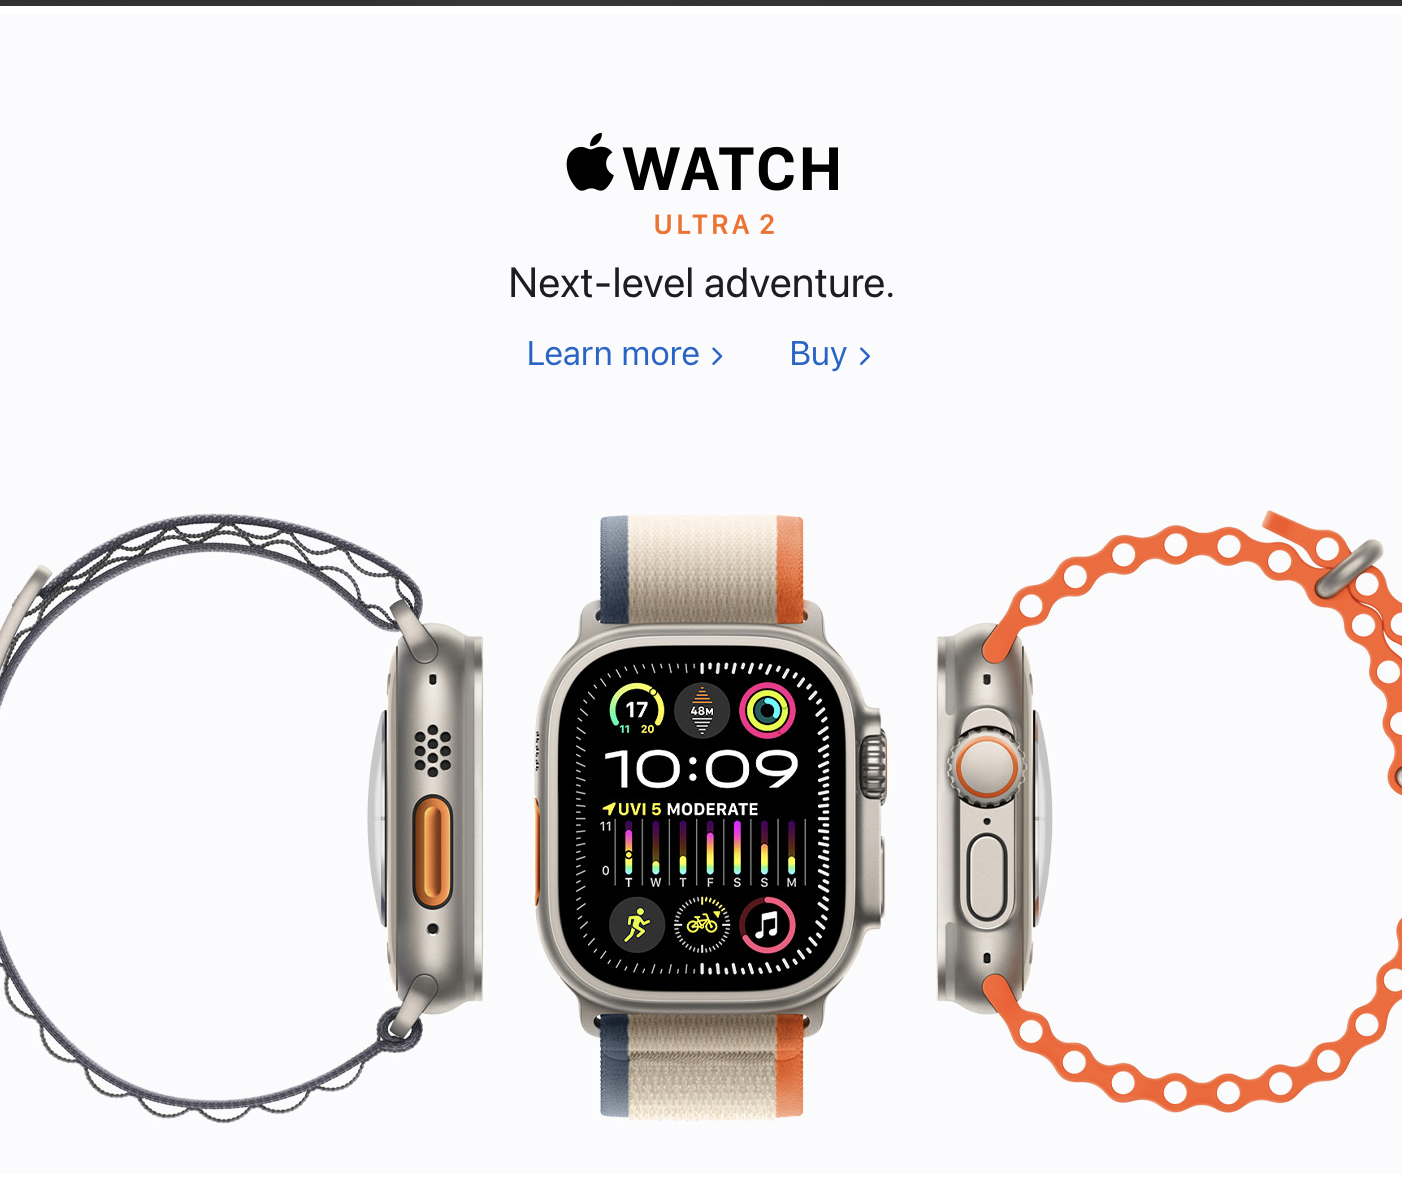 WATCH
ULTRA 2
Next-level adventure.
Learn more >
Buy >
17
11 20
48M
10:09
UVI 5 MODERATE
11
0
T W T F S S M